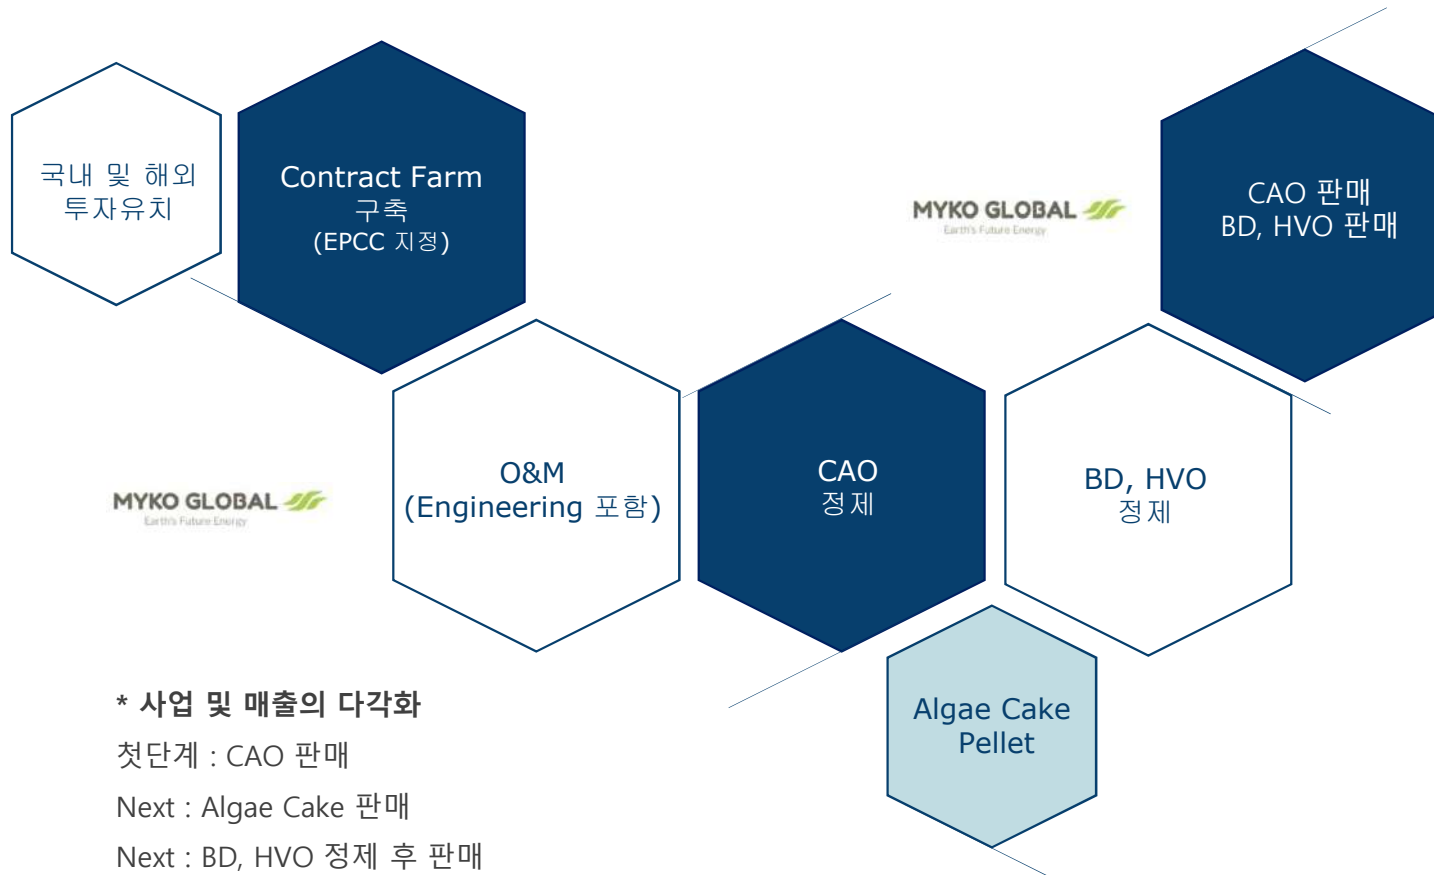 국내 및 해외
투자유치
Contract Farm
구축
(EPCC 지정)
MYKO GLOBAL
Earth's Future Energy
CAO 판매
BD, HVO 판매
MYKO GLOBAL
Earth's Future Energy
O&M
(Engineering 포함)
CAO
정제
BD, HVO
정제
Algae Cake
Pellet
* 사업 및 매출의 다각화
첫단계 : CAO 판매
Next : Algae Cake 판매
Next : BD, HVO 정제 후 판매